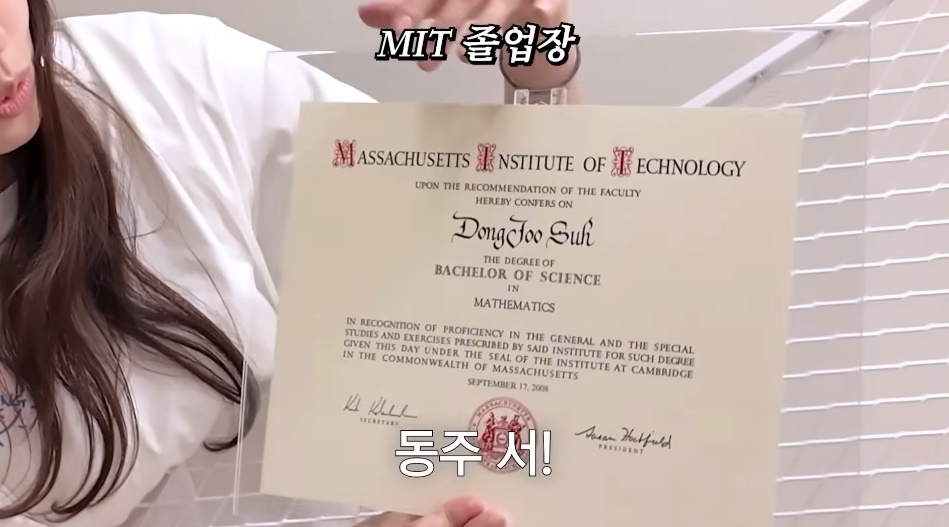 MIT 졸업장
MASSACHUSETTS INSTITUTE OF TECHNOLOGY
UPON THE RECOMMENDATION OF THE FACULTY
HEREBY CONFERS ON
DongJoo Suh
THE DEGREE OF
BACHELOR OF SCIENCE
IN
MATHEMATICS
IN RECOGNITION OF PROFICIENCY IN THE GENERAL AND THE SPECIAL
STUDIES AND EXERCISES PRESCRIBED BY SAID INSTITUTE FOR SUCH DEGREE
GIVEN THIS DAY UNDER THE SEAL OF THE INSTITUTE AT CAMBRIDGE
IN THE COMMONWEALTH OF MASSACHUSETTS
SEPTEMBER 17, 2008
SECRETARY
Susan Hockfield
PRESIDENT
동주 서!